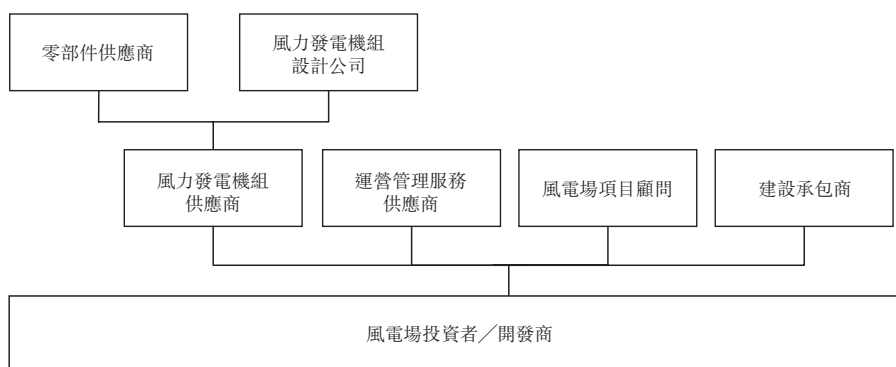 零部件供應商
風力發電機組
設計公司
風力發電機組
供應商
運營管理服務
供應商
風電場項目顧問
建設承包商
風電場投資者╱開發商